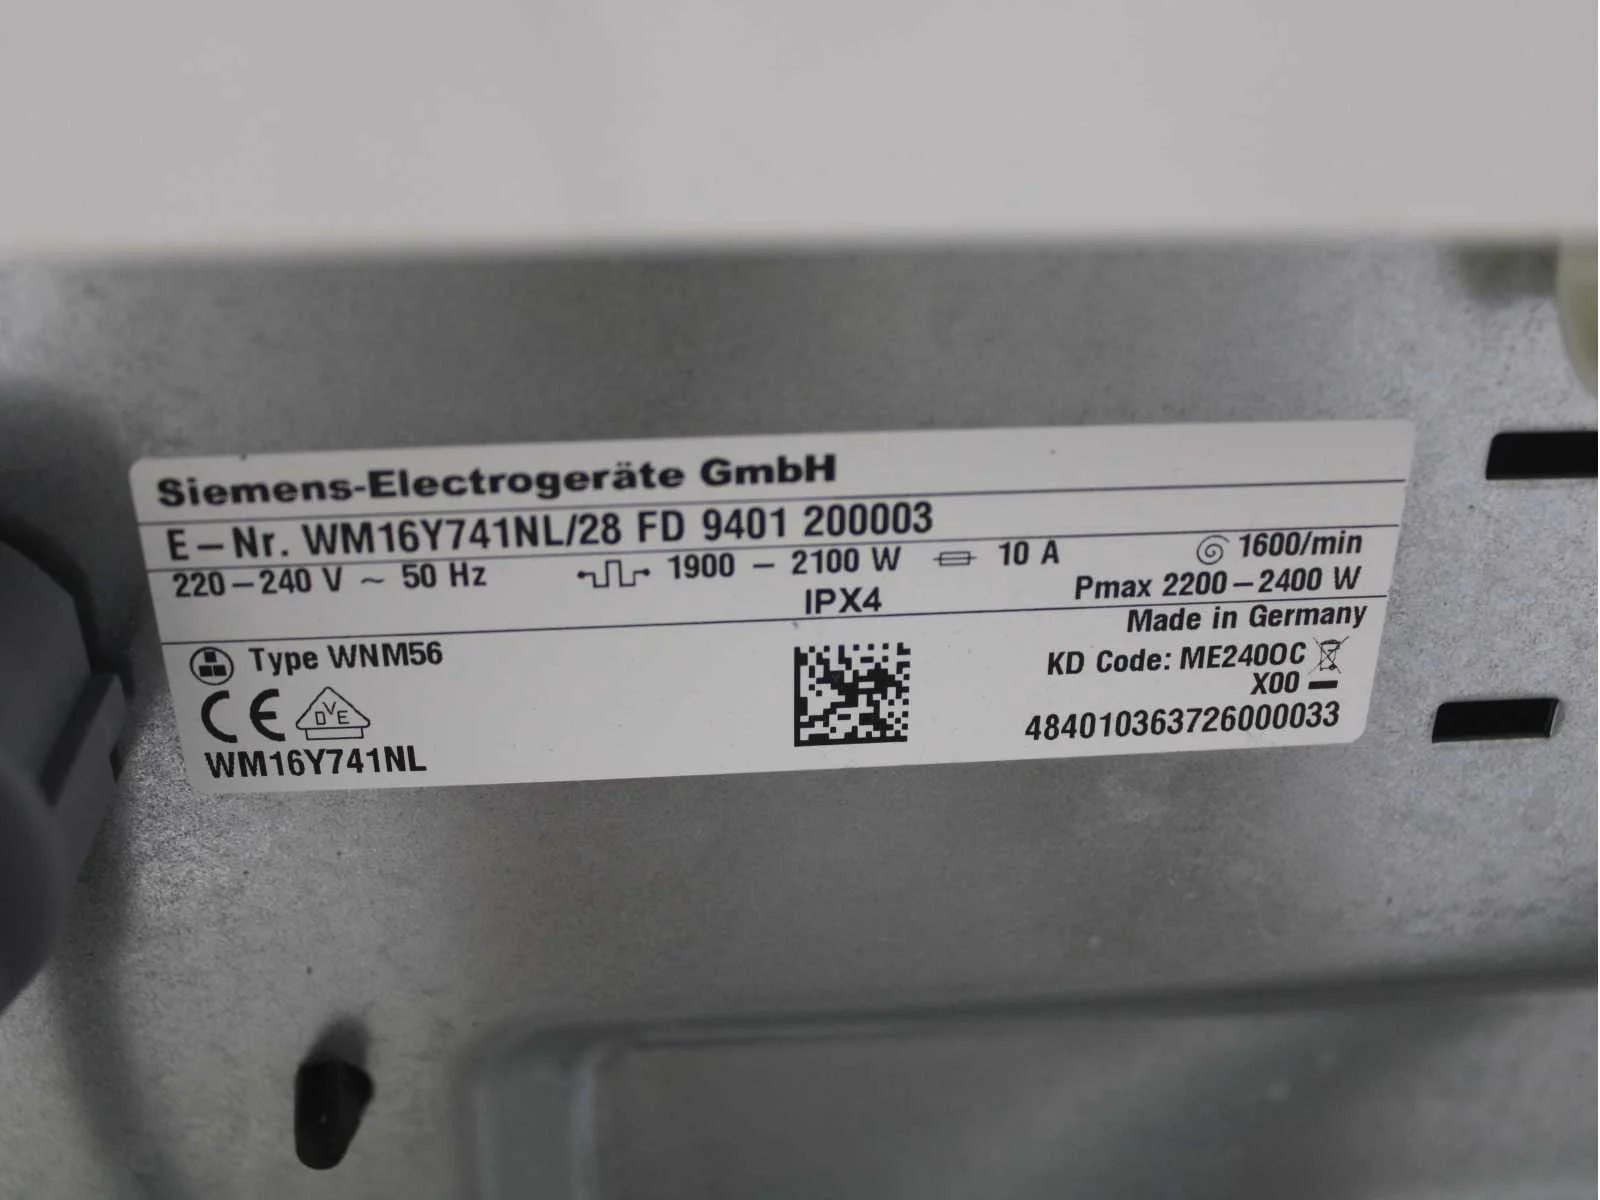 Siemens-Electrogeräte GmbH
E-Nr. WM16Y741NL/28 FD 9401 200003
220-240 V ~ 50 Hz 1900 - 2100 W 10 A 1600/min
IPX4 Pmax 2200-2400 W
Made in Germany
Type WNM56
KD Code: ME240OC
X00
CE DVE
484010363726000033
WM16Y741NL